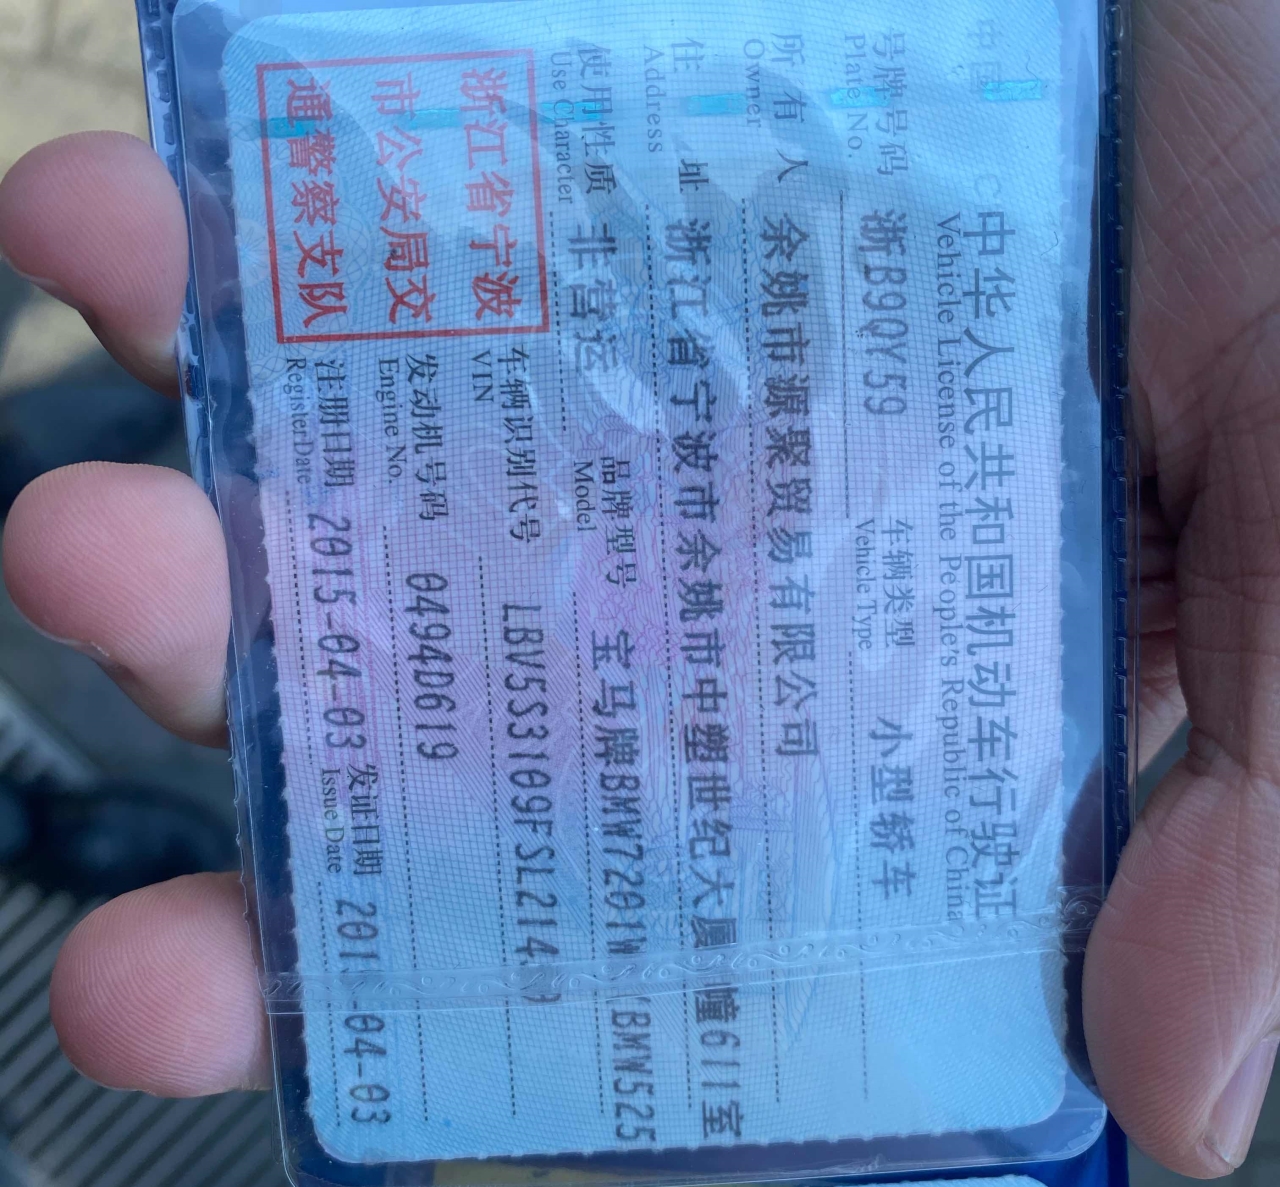 中华人民共和国机动车行驶证
Vehicle License of the People's Republic of China
号牌号码 浙B9QY59 车辆类型 小型轿车
Plate No. Vehicle Type
所有人 余姚市源聚贸易有限公司
Owner
住址 浙江省宁波市余姚市中塑世纪大厦 幢611室
Address
使用性质 非营运 品牌型号 宝马牌BMW7201 BMW525
Use Character Model
浙江省宁波
市公安局交
通警察支队
车辆识别代号 LBV5S3109FSL214
VIN
发动机号码 0494D619
Engine No.
注册日期 2015-04-03 发证日期 201 -04-03
Register Date Issue Date